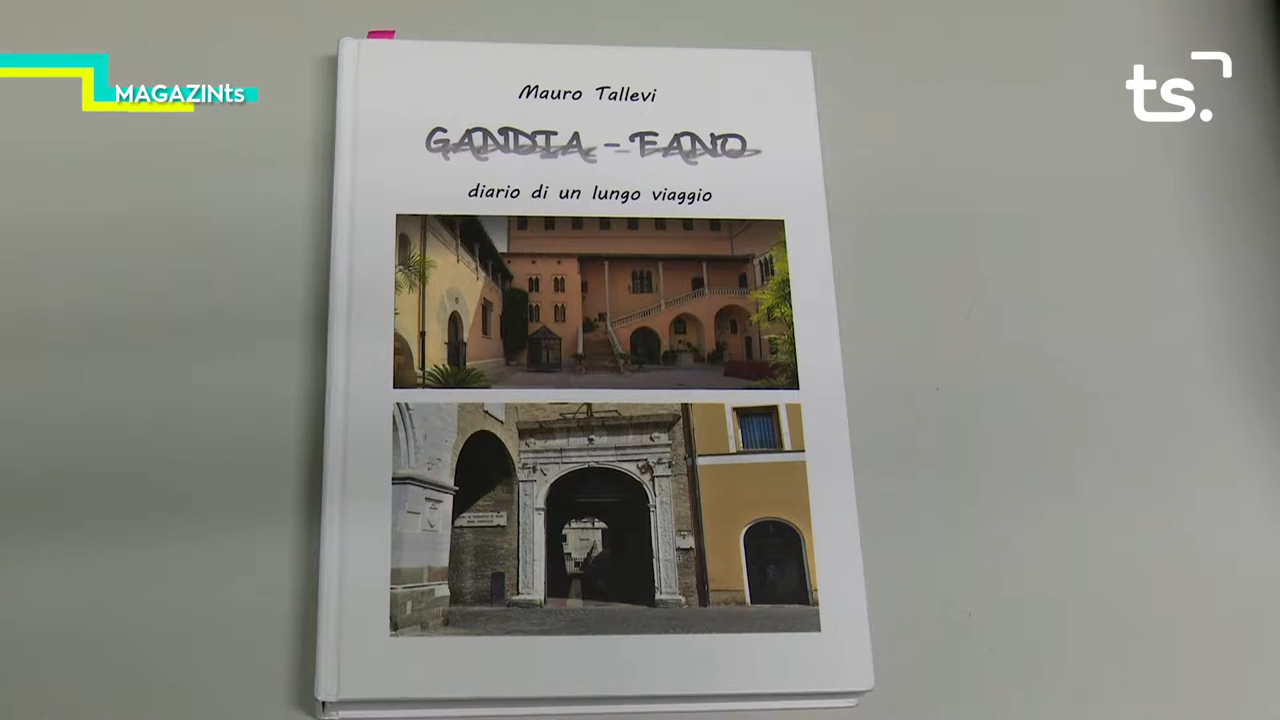 MAGAZINts
ts.
Mauro Tallevi
GANDIA - FANO
diario di un lungo viaggio